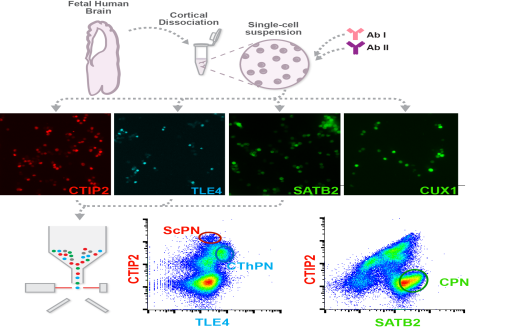 Fetal Human
Brain
Cortical
Dissociation
Single-cell
suspension
Ab I
Ab II
CTIP2
TLE4
SATB2
CUX1
ScPN
CThPN
CTIP2
TLE4
CPN
CTIP2
SATB2